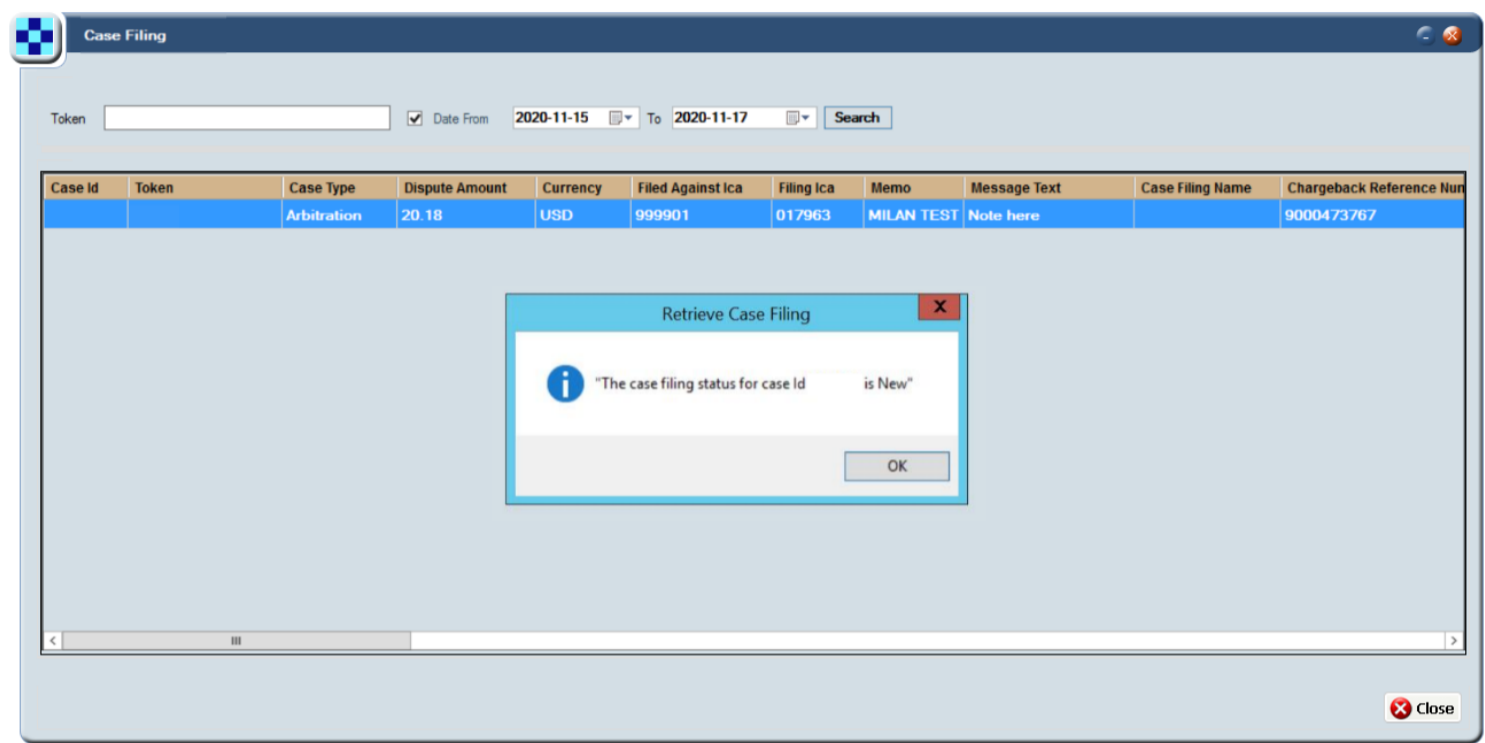 Case Filing
Token Date From 2020-11-15 To 2020-11-17 Search
Case Id Token Case Type Dispute Amount Currency Filed Against Ica Filing Ica Memo Message Text Case Filing Name Chargeback Reference Num
Arbitration 20.18 USD 999901 017963 MILAN TEST Note here 9000473767
Retrieve Case Filing
"The case filing status for case Id is New"
OK
Close